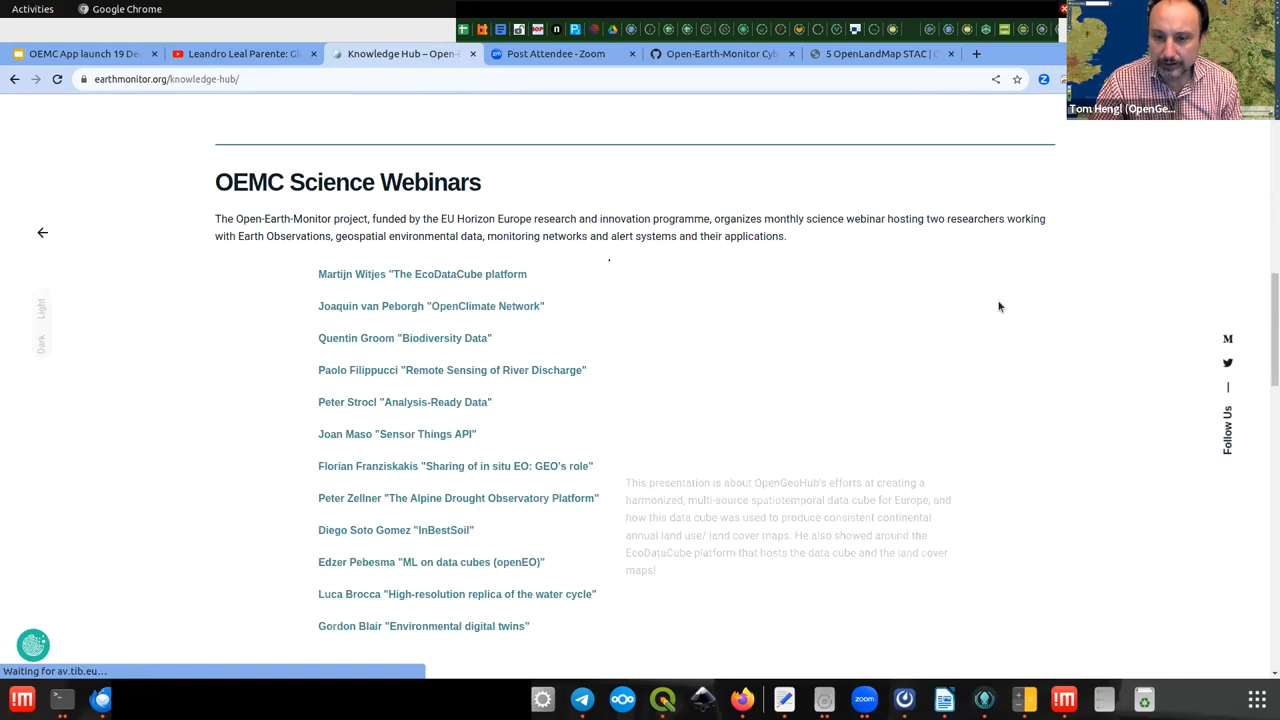 Activities
Google Chrome
OEMC App launch 19 De
Leandro Leal Parente: Gl
Knowledge Hub – Open-
Post Attendee - Zoom
Open-Earth-Monitor Cyb
5 OpenLandMap STAC |
earthmonitor.org/knowledge-hub/
Tom Hengl (OpenGe...
OEMC Science Webinars
The Open-Earth-Monitor project, funded by the EU Horizon Europe research and innovation programme, organizes monthly science webinar hosting two researchers working
with Earth Observations, geospatial environmental data, monitoring networks and alert systems and their applications.
Martijn Witjes "The EcoDataCube platform
Joaquin van Peborgh "OpenClimate Network"
Quentin Groom "Biodiversity Data"
Paolo Filippucci "Remote Sensing of River Discharge"
Peter Strocl "Analysis-Ready Data"
Joan Maso "Sensor Things API"
Florian Franziskakis "Sharing of in situ EO: GEO's role"
Peter Zellner "The Alpine Drought Observatory Platform"
Diego Soto Gomez "InBestSoil"
Edzer Pebesma "ML on data cubes (openEO)"
Luca Brocca "High-resolution replica of the water cycle"
Gordon Blair "Environmental digital twins"
This presentation is about OpenGeoHub's efforts at creating a
harmonized, multi-source spatiotemporal data cube for Europe, and
how this data cube was used to produce consistent continental
annual land use/ land cover maps. He also showed around the
EcoDataCube platform that hosts the data cube and the land cover
maps!
Light
Dark
M
Follow Us
Waiting for av.tib.eu...
zoom